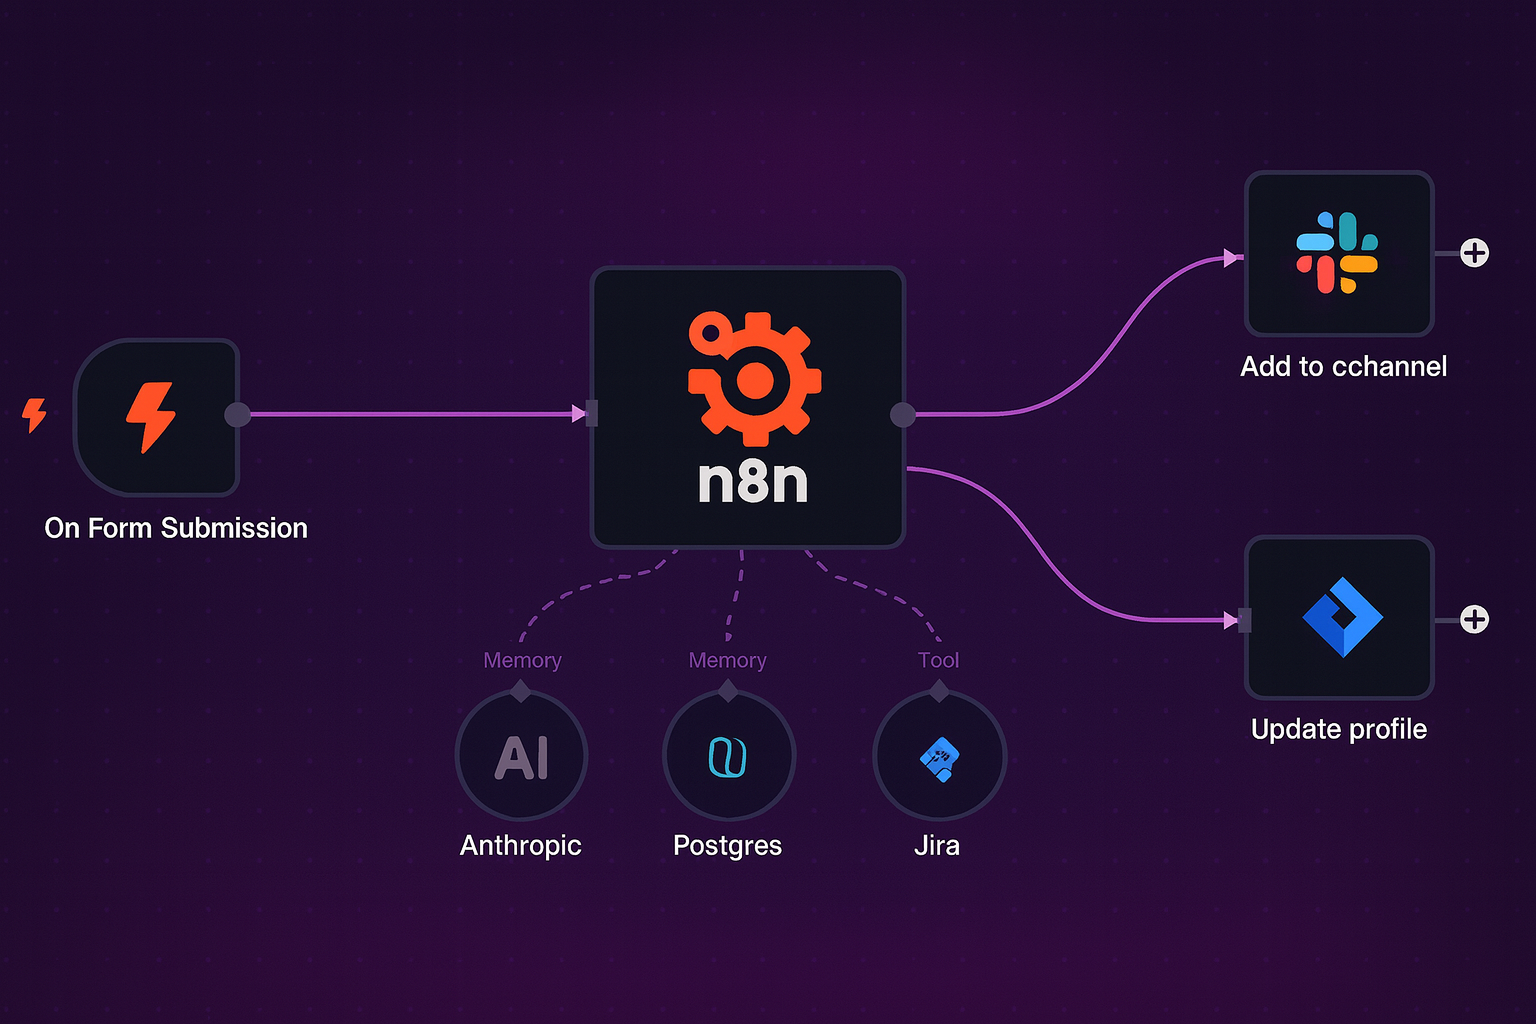 On Form Submission
n8n
Add to cchannel
Update profile
Memory
Memory
Tool
AI
Anthropic
Postgres
Jira